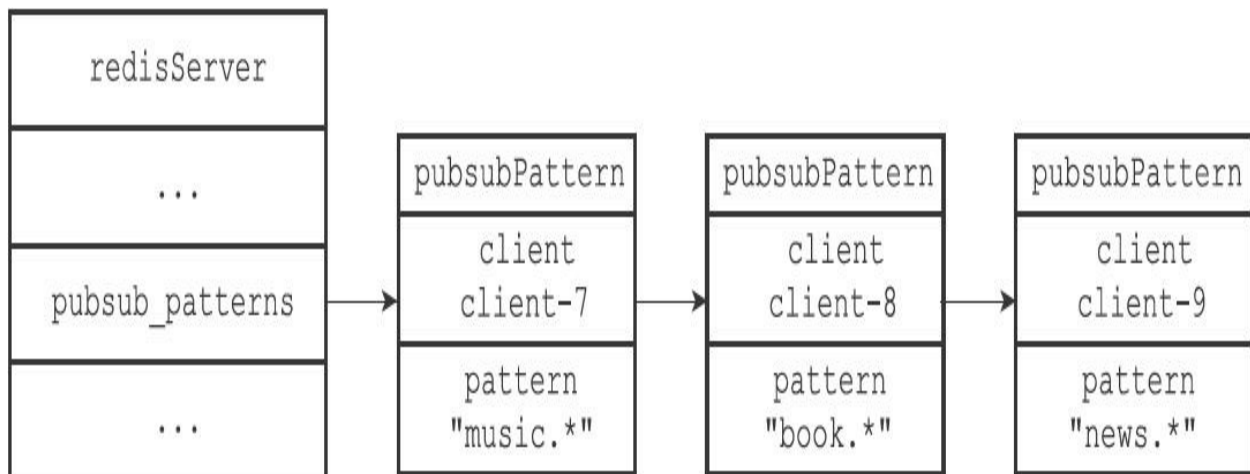 redisServer
...
pubsub_patterns
...
pubsubPattern
client
client-7
pattern
"music.*"
pubsubPattern
client
client-8
pattern
"book.*"
pubsubPattern
client
client-9
pattern
"news.*"